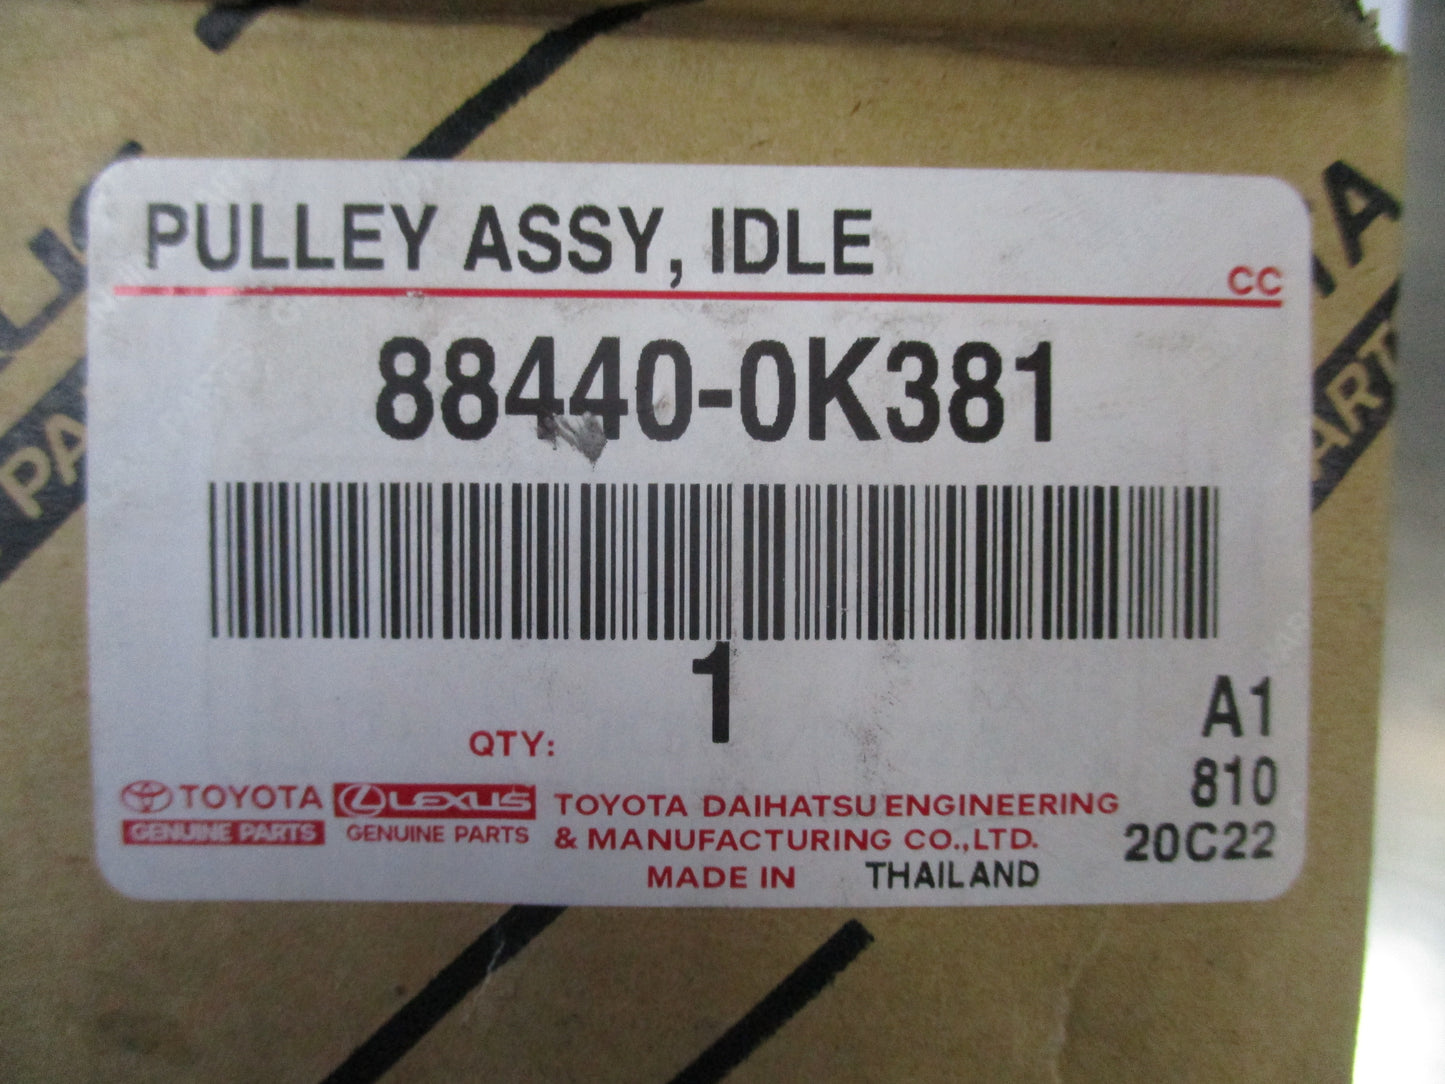 PULLEY ASSY, IDLE
CC
88440-0K381
1
QTY:
A1
810
20C22
TOYOTA
GENUINE PARTS
LEXUS
GENUINE PARTS
TOYOTA DAIHATSU ENGINEERING
& MANUFACTURING CO.,LTD.
MADE IN THAILAND